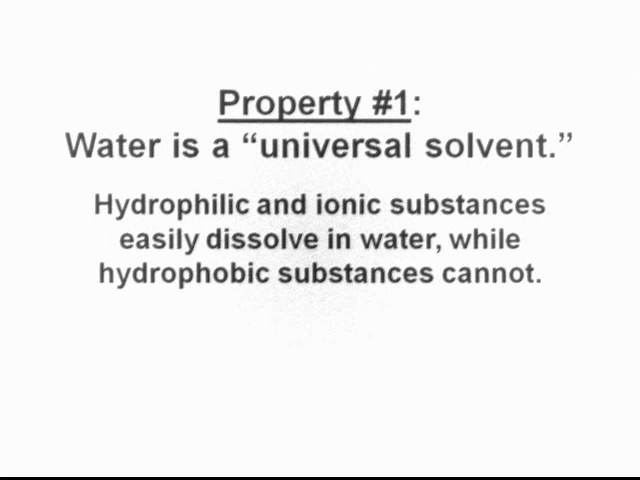 Property #1:
Water is a “universal solvent.”
Hydrophilic and ionic substances
easily dissolve in water, while
hydrophobic substances cannot.